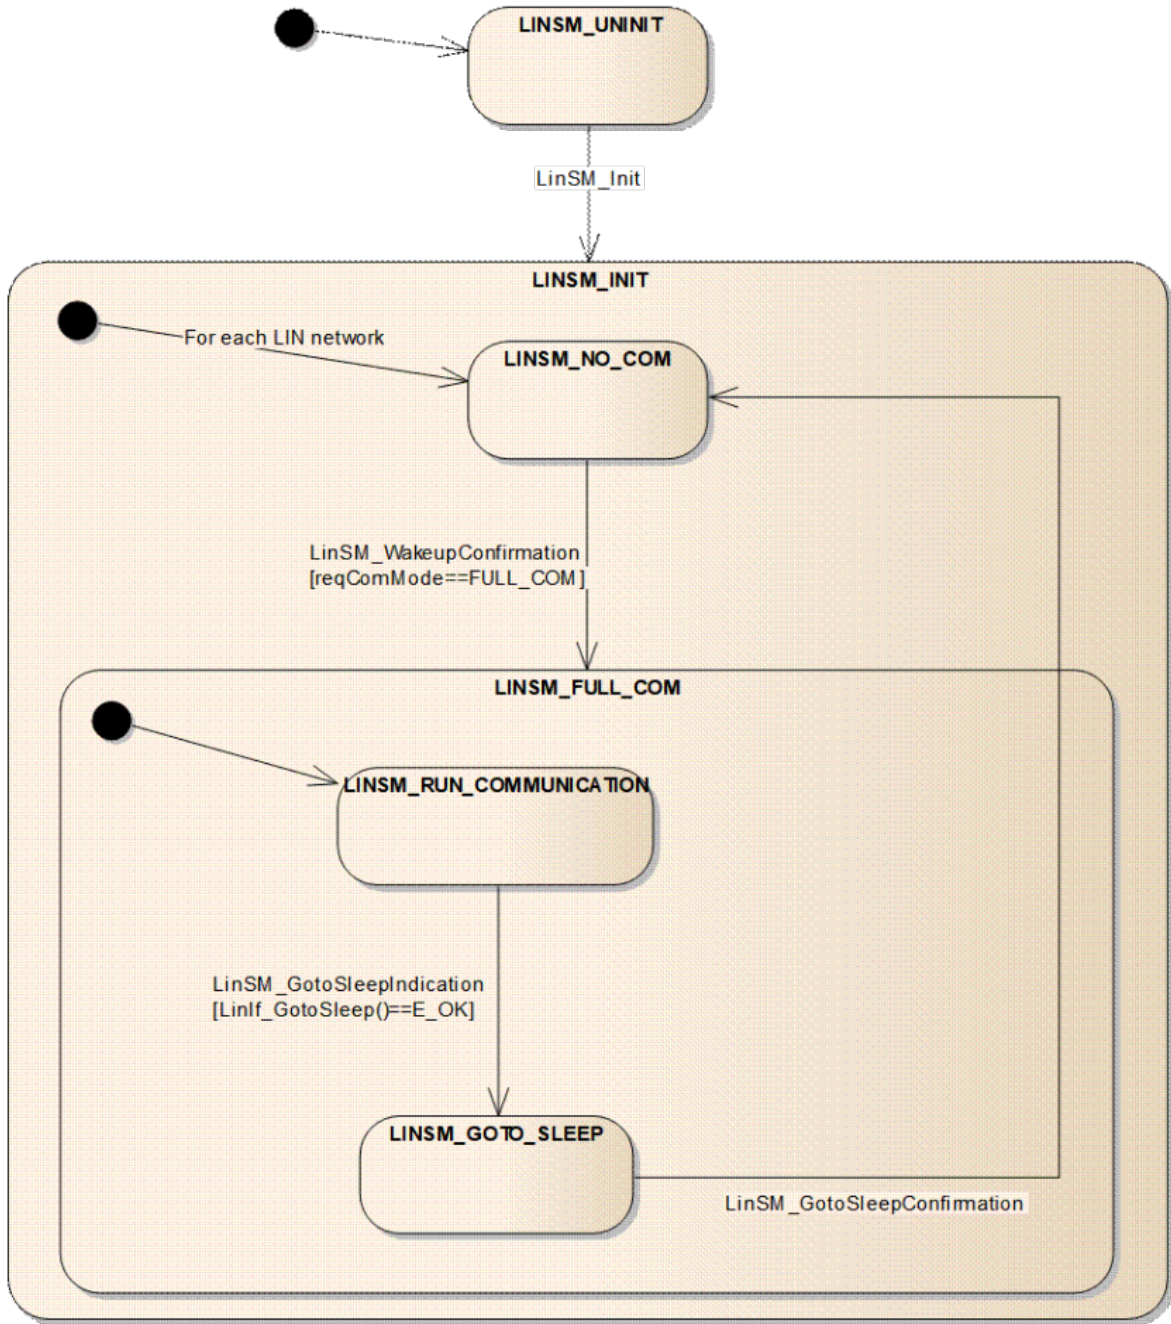 LINSM_UNINIT
LinSM_Init
LINSM_INIT
For each LIN network
LINSM_NO_COM
LinSM_WakeupConfirmation
[reqComMode==FULL_COM]
LINSM_FULL_COM
LINSM_RUN_COMMUNICATION
LinSM_GotoSleepIndication
[LinIf_GotoSleep()==E_OK]
LINSM_GOTO_SLEEP
LinSM_GotoSleepConfirmation